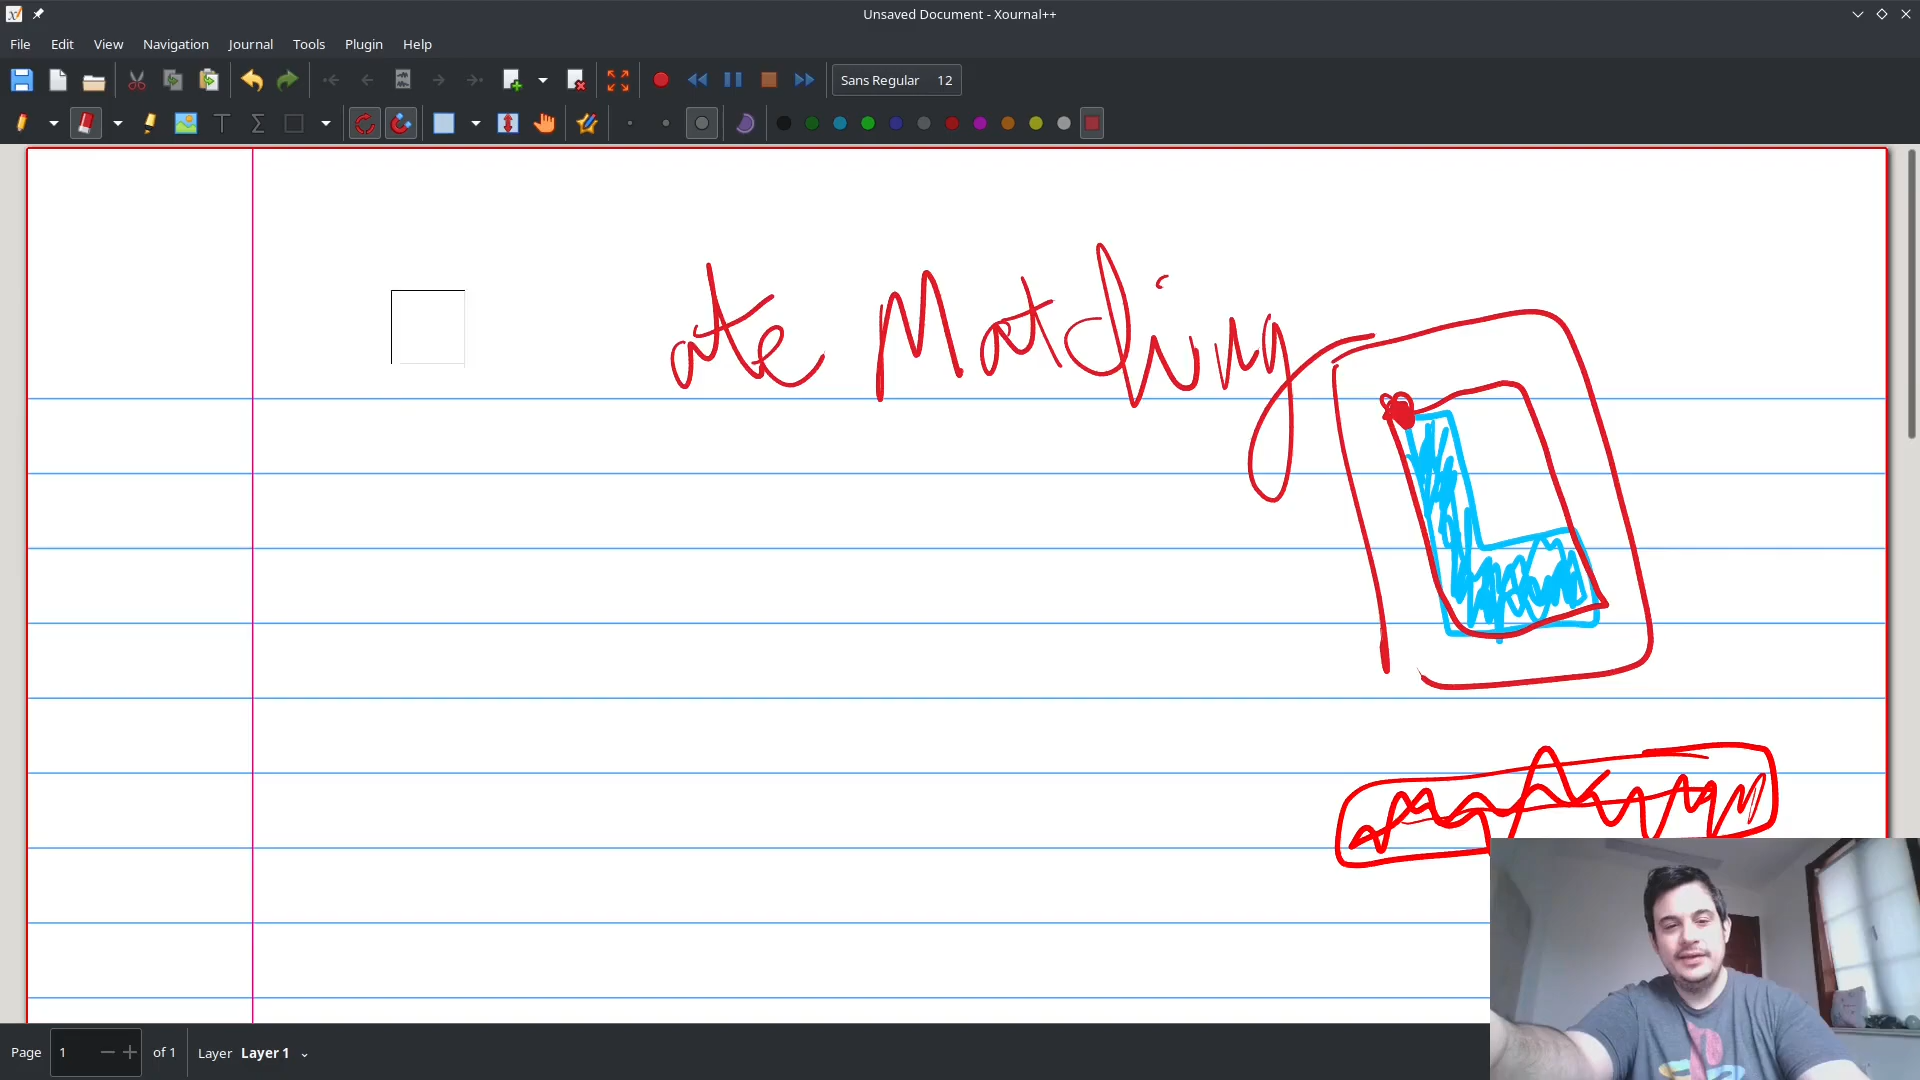 Unsaved Document - Xournal++
File Edit View Navigation Journal Tools Plugin Help
Sans Regular 12
ate Matching
Page 1 of 1 Layer Layer 1